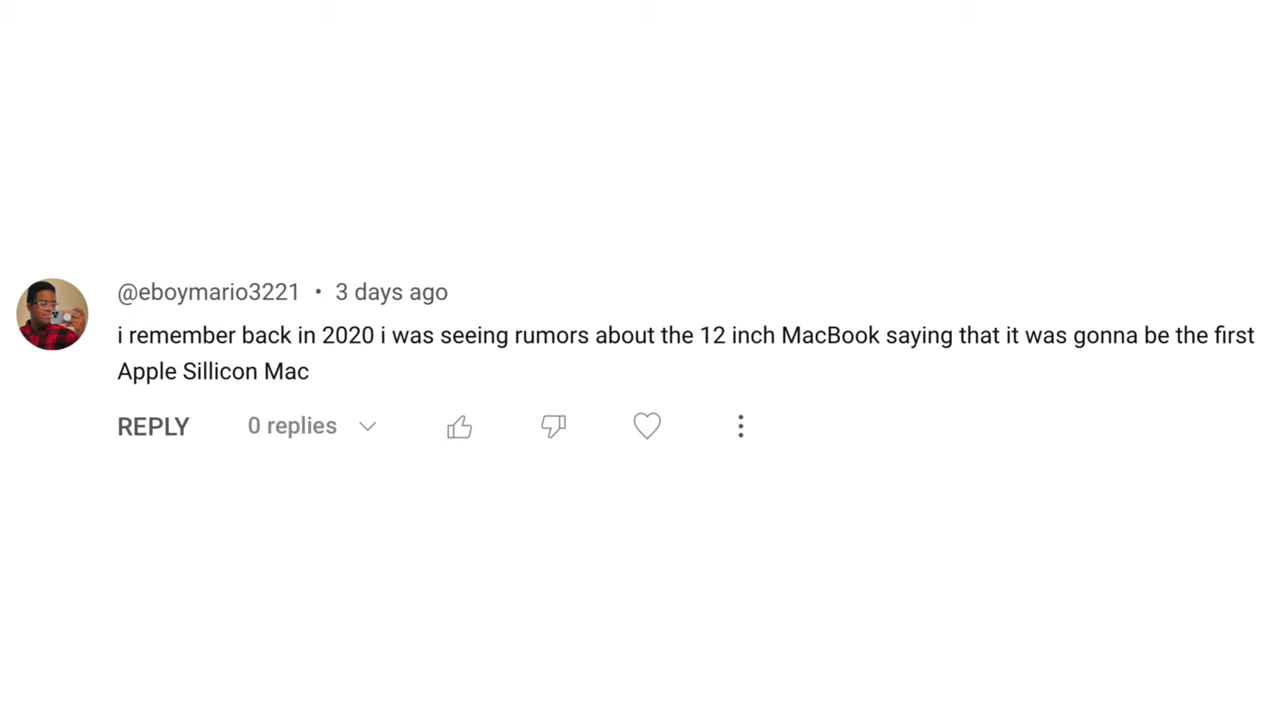 @eboymario3221 • 3 days ago
i remember back in 2020 i was seeing rumors about the 12 inch MacBook saying that it was gonna be the first
Apple Sillicon Mac
REPLY 0 replies